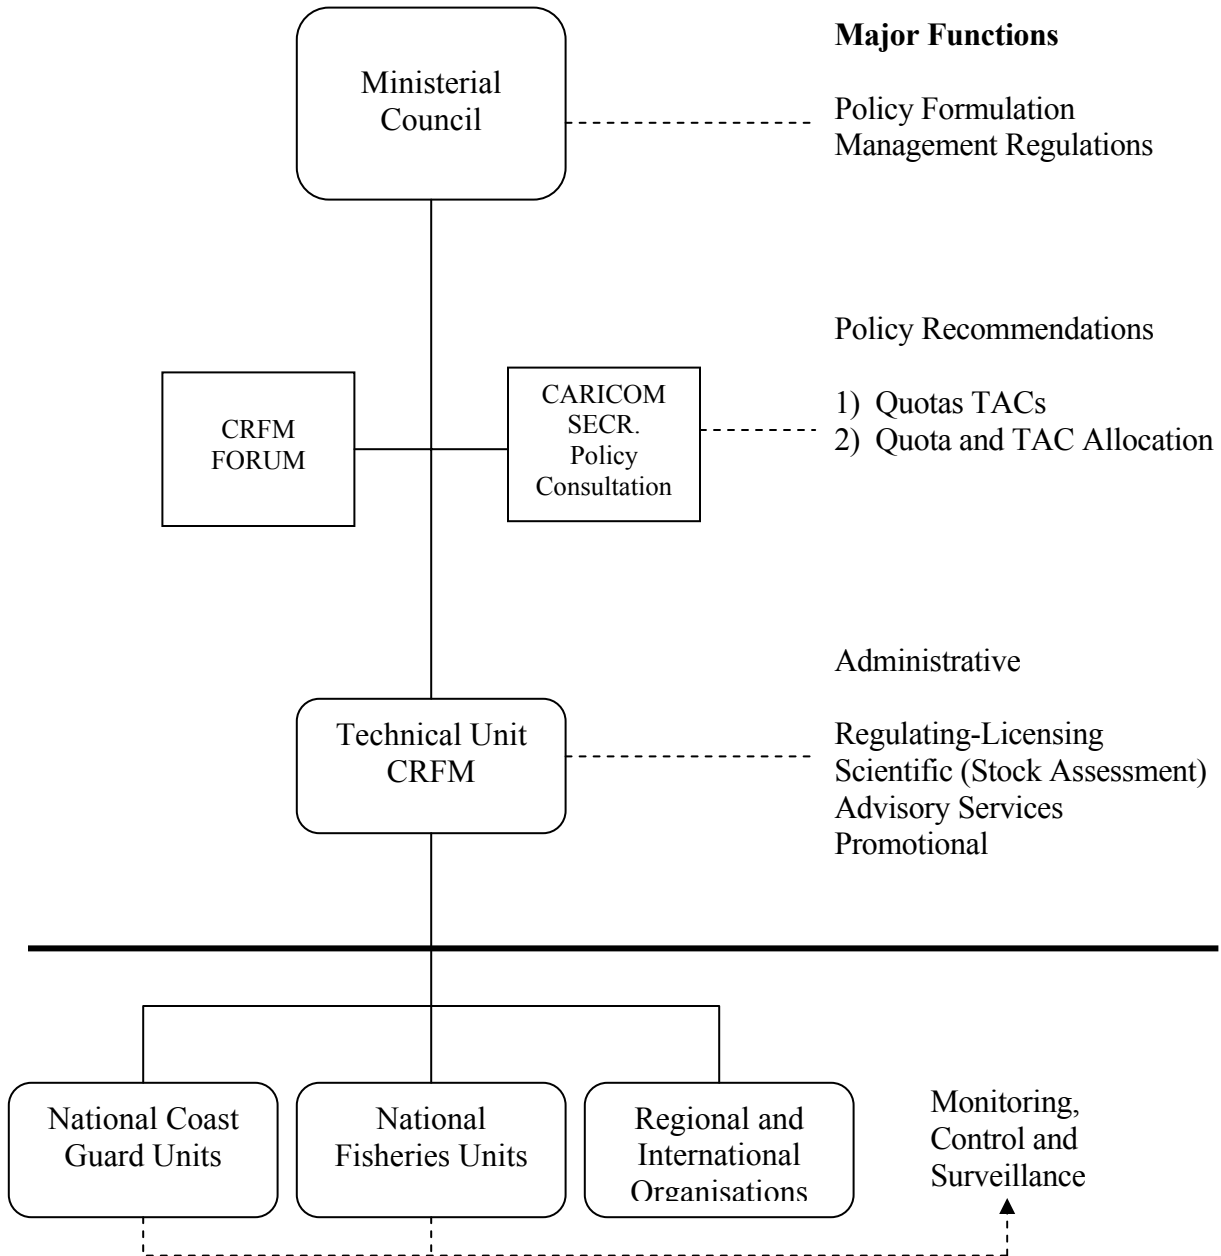 Major Functions
Ministerial
Council
Policy Formulation
Management Regulations
Policy Recommendations
CRFM
FORUM
CARICOM
SECR.
Policy
Consultation
1) Quotas TACs
2) Quota and TAC Allocation
Administrative
Technical Unit
CRFM
Regulating-Licensing
Scientific (Stock Assessment)
Advisory Services
Promotional
National Coast
Guard Units
National
Fisheries Units
Regional and
International
Organisations
Monitoring,
Control and
Surveillance